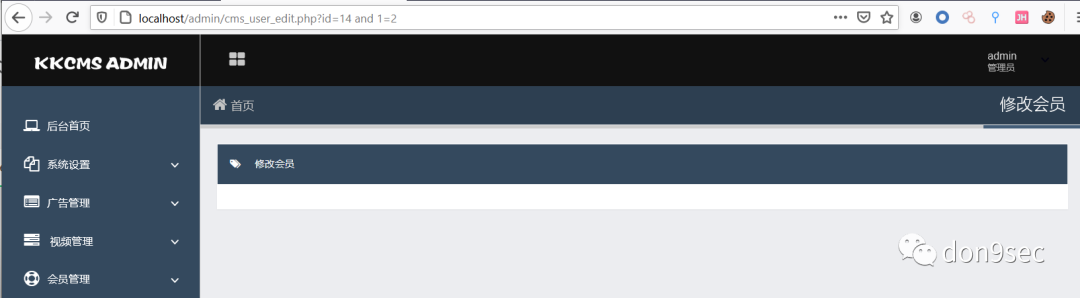 localhost/admin/cms_user_edit.php?id=14 and 1=2
JH
KKCMS ADMIN
admin
管理员
首页
修改会员
后台首页
系统设置
修改会员
广告管理
视频管理
会员管理
don9sec